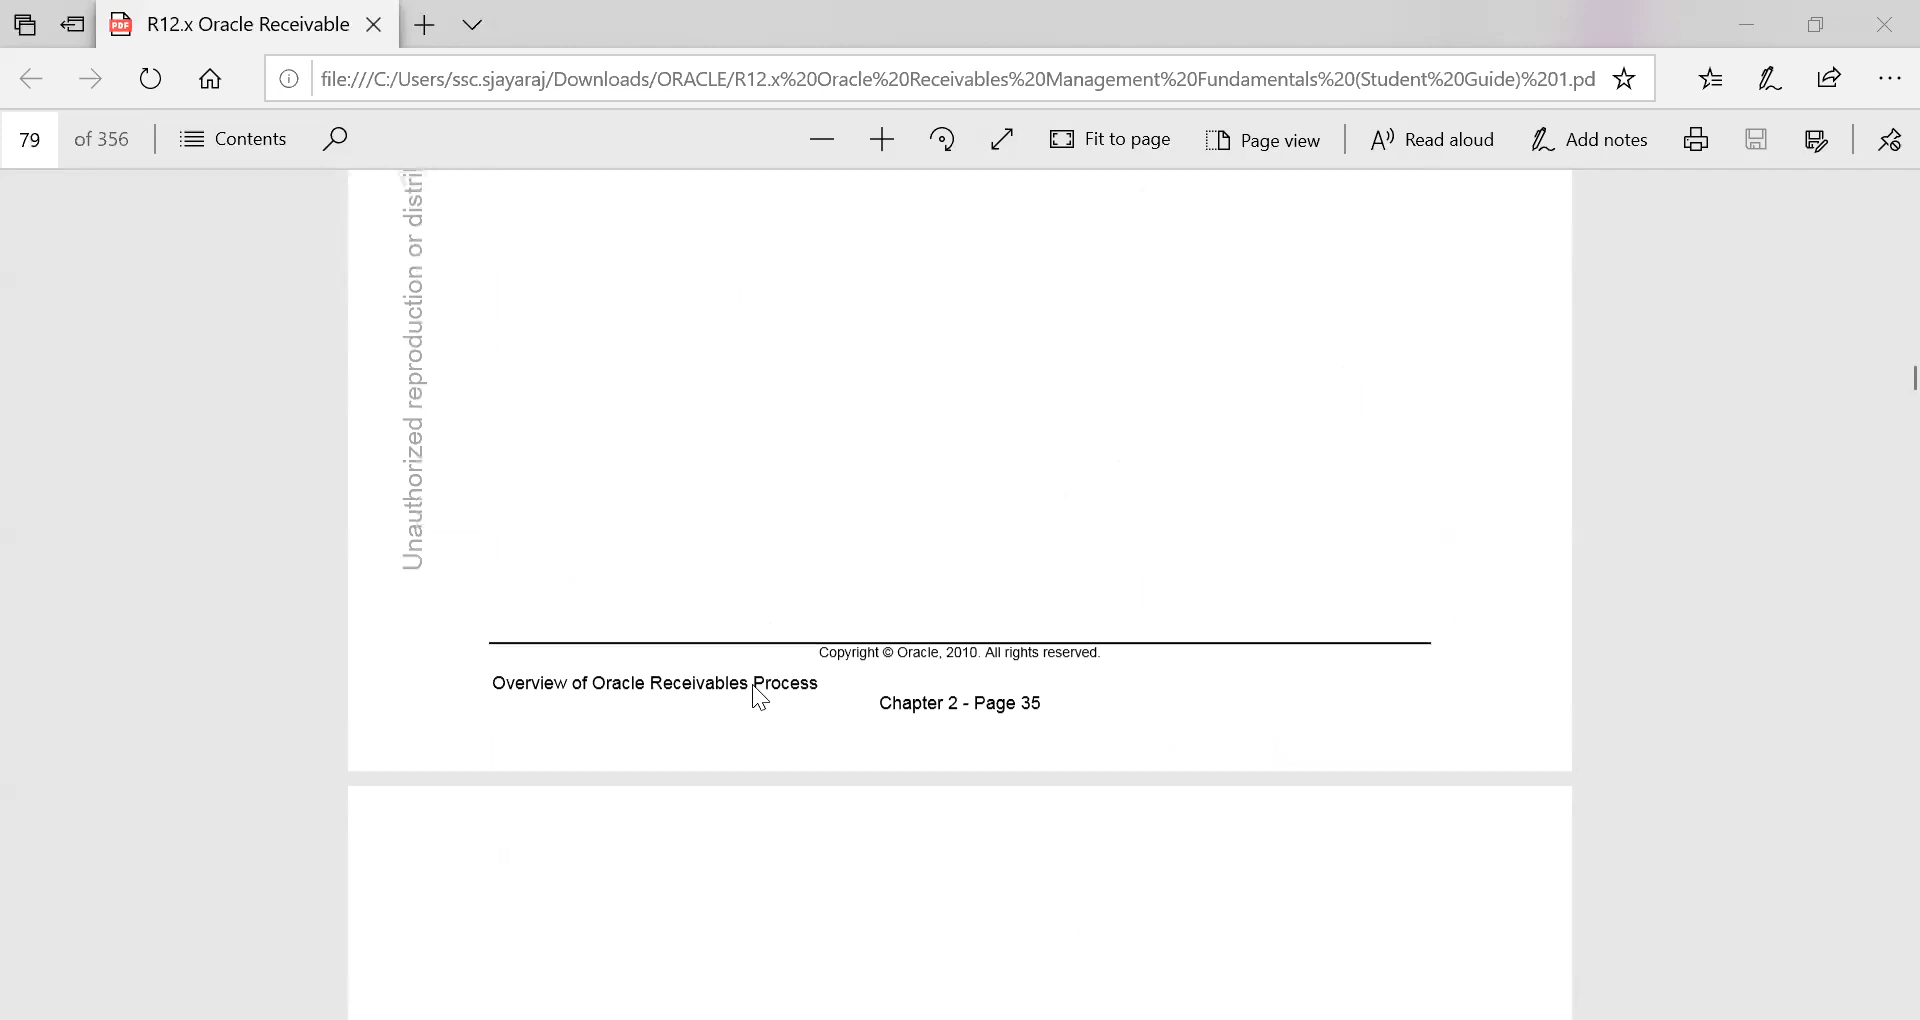 R12.x Oracle Receivable
file:///C:/Users/ssc.sjayaraj/Downloads/ORACLE/R12.x%20Oracle%20Receivables%20Management%20Fundamentals%20(Student%20Guide)%201.pd
79 of 356 Contents Fit to page Page view Read aloud Add notes
Unauthorized reproduction or distri
Copyright © Oracle, 2010. All rights reserved.
Overview of Oracle Receivables Process
Chapter 2 - Page 35